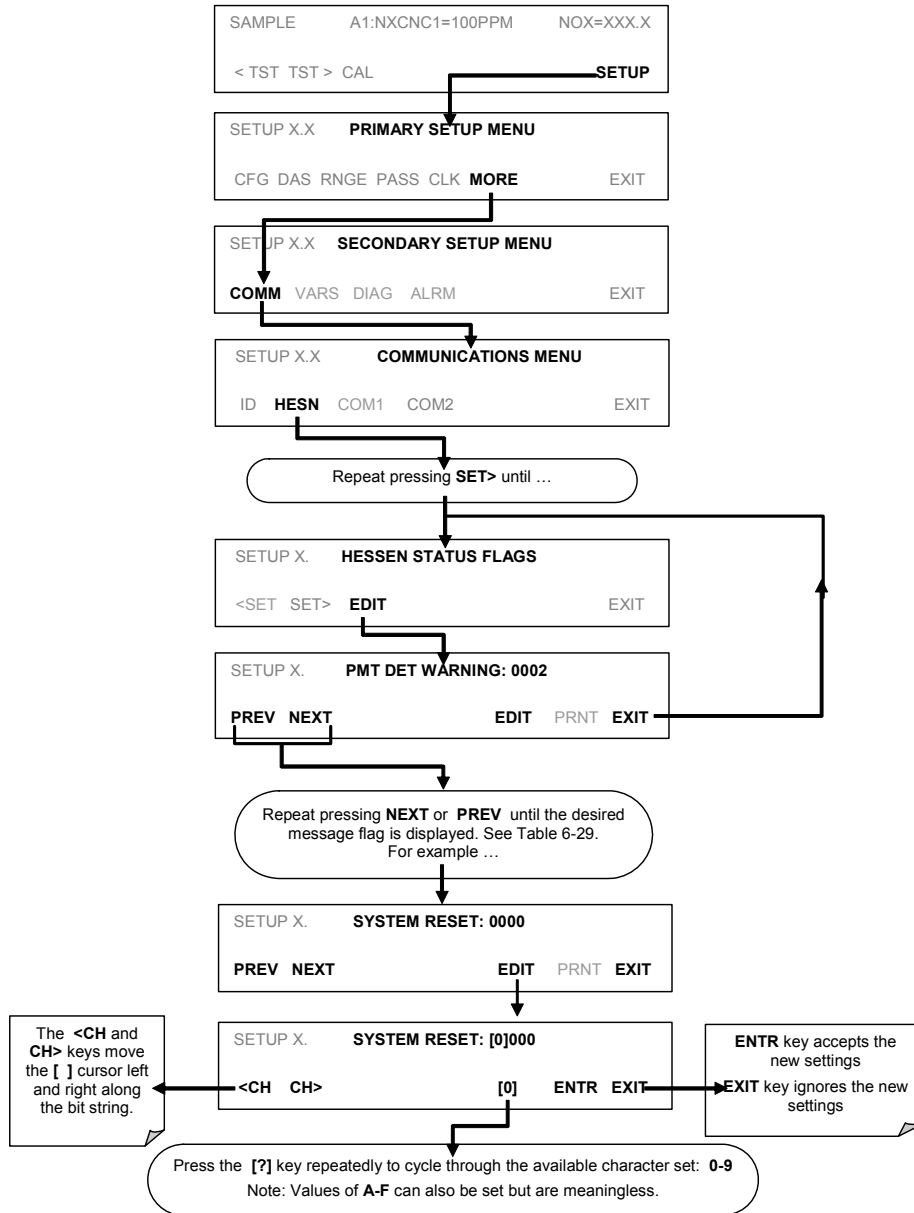 SAMPLE A1:NXCNC1=100PPM NOX=XXX.X
< TST TST > CAL SETUP
SETUP X.X PRIMARY SETUP MENU
CFG DAS RNGE PASS CLK MORE EXIT
SETUP X.X SECONDARY SETUP MENU
COMM VARS DIAG ALRM EXIT
SETUP X.X COMMUNICATIONS MENU
ID HESN COM1 COM2 EXIT
Repeat pressing SET> until …
SETUP X. HESSEN STATUS FLAGS
<SET SET> EDIT EXIT
SETUP X. PMT DET WARNING: 0002
PREV NEXT EDIT PRNT EXIT
Repeat pressing NEXT or PREV until the desired
message flag is displayed. See Table 6-29.
For example …
SETUP X. SYSTEM RESET: 0000
PREV NEXT EDIT PRNT EXIT
The <CH and
CH> keys move
the [ ] cursor left
and right along
the bit string.
SETUP X. SYSTEM RESET: [0]000
<CH CH> [0] ENTR EXIT
ENTR key accepts the
new settings
EXIT key ignores the new
settings
Press the [?] key repeatedly to cycle through the available character set: 0-9
Note: Values of A-F can also be set but are meaningless.